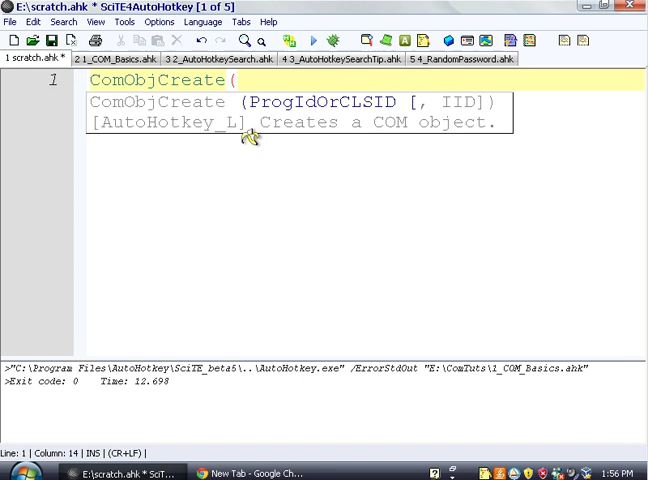 E:\scratch.ahk * SciTE4AutoHotkey [1 of 5]
File Edit Search View Tools Options Language Tabs Help
1 scratch.ahk * 2 1_COM_Basics.ahk 3 2_AutoHotkeySearch.ahk 4 3_AutoHotkeySearchTip.ahk 5 4_RandomPassword.ahk
1 ComObjCreate(
ComObjCreate (ProgIdOrCLSID [, IID])
[AutoHotkey_L] Creates a COM object.
>"C:\Program Files\AutoHotkey\SciTE_beta5\..\AutoHotkey.exe" /ErrorStdOut "E:\ComTuts\1_COM_Basics.ahk"
>Exit code: 0 Time: 12.698
Line: 1 | Column: 14 | INS | (CR+LF) |
E:\scratch.ahk * SciT... New Tab - Google Ch... 1:56 PM